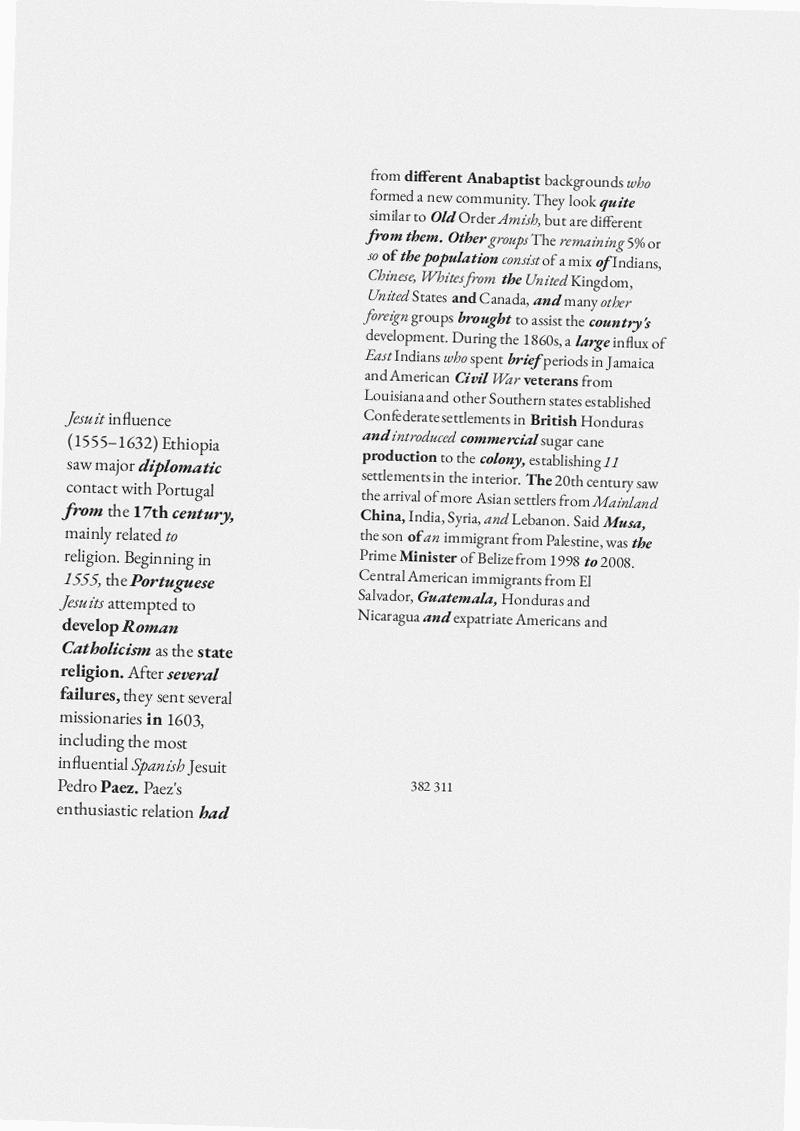 Jesuit influence
(1555–1632) Ethiopia
saw major diplomatic
contact with Portugal
from the 17th century,
mainly related to
religion. Beginning in
1555, the Portuguese
Jesuits attempted to
develop Roman
Catholicism as the state
religion. After several
failures, they sent several
missionaries in 1603,
including the most
influential Spanish Jesuit
Pedro Paez. Paez's
enthusiastic relation had
from different Anabaptist backgrounds who
formed a new community. They look quite
similar to Old Order Amish, but are different
from them. Other groups The remaining 5% or
so of the population consist of a mix of Indians,
Chinese, Whites from the United Kingdom,
United States and Canada, and many other
foreign groups brought to assist the country's
development. During the 1860s, a large influx of
East Indians who spent brief periods in Jamaica
and American Civil War veterans from
Louisiana and other Southern states established
Confederate settlements in British Honduras
and introduced commercial sugar cane
production to the colony, establishing 11
settlements in the interior. The 20th century saw
the arrival of more Asian settlers from Mainland
China, India, Syria, and Lebanon. Said Musa,
the son of an immigrant from Palestine, was the
Prime Minister of Belize from 1998 to 2008.
Central American immigrants from El
Salvador, Guatemala, Honduras and
Nicaragua and expatriate Americans and
382 311